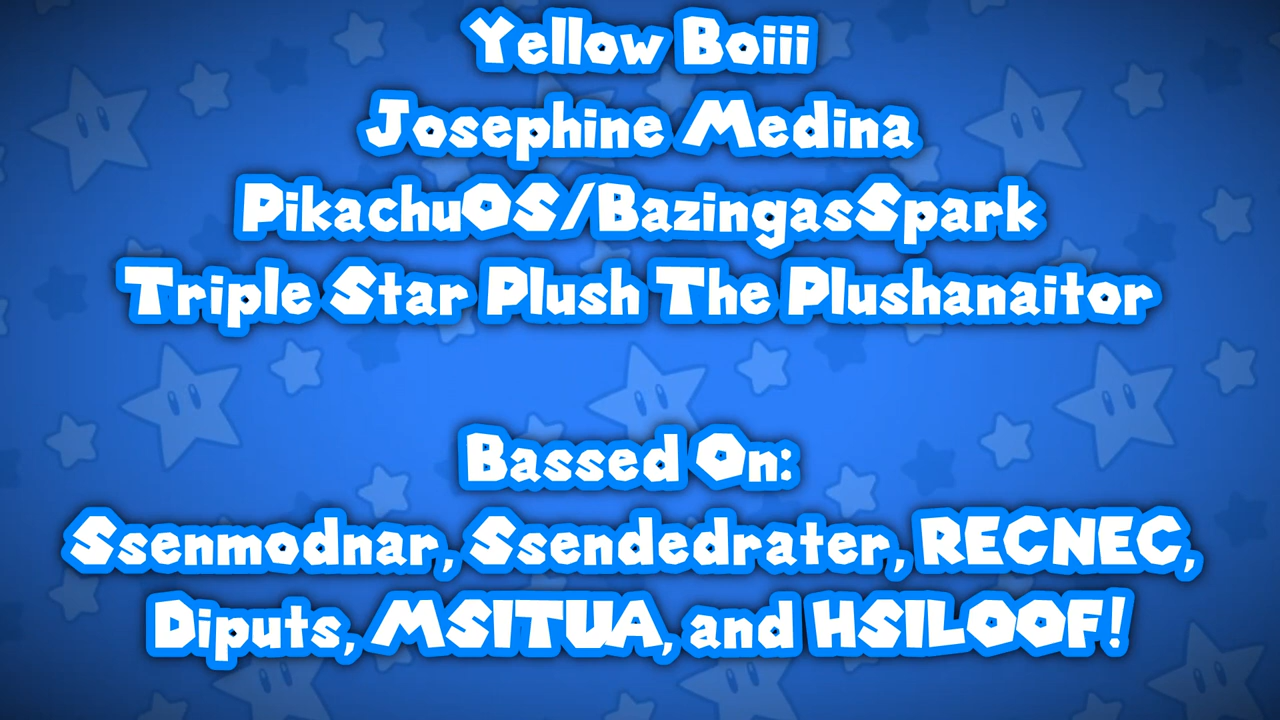 Yellow Boiii
Josephine Medina
PikachuOS/BazingasSpark
Triple Star Plush The Plushanaitor
Bassed On:
Ssenmodnar, Ssendedrater, RECNEC,
Diputs, MSITUA, and HSILOOF!